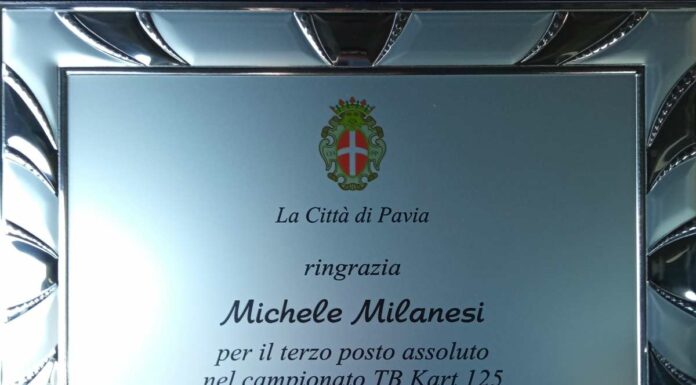 La Città di Pavia
ringrazia
Michele Milanesi
per il terzo posto assoluto
nel campionato TB Kart 125